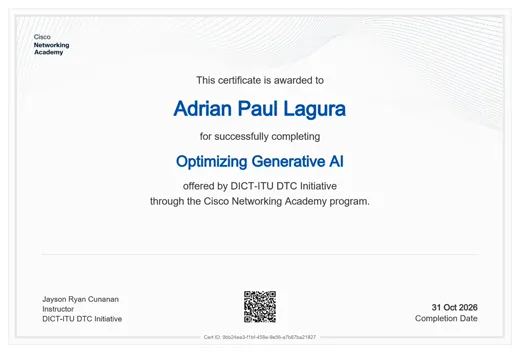 Cisco
Networking
Academy
This certificate is awarded to
Adrian Paul Lagura
for successfully completing
Optimizing Generative AI
offered by DICT-ITU DTC Initiative
through the Cisco Networking Academy program.
Jayson Ryan Cunanan
Instructor
DICT-ITU DTC Initiative
31 Oct 2026
Completion Date
Cert ID: